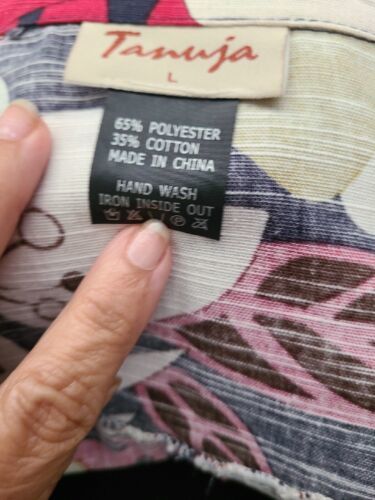 Tanuja
L
65% POLYESTER
35% COTTON
MADE IN CHINA
HAND WASH
IRON INSIDE OUT